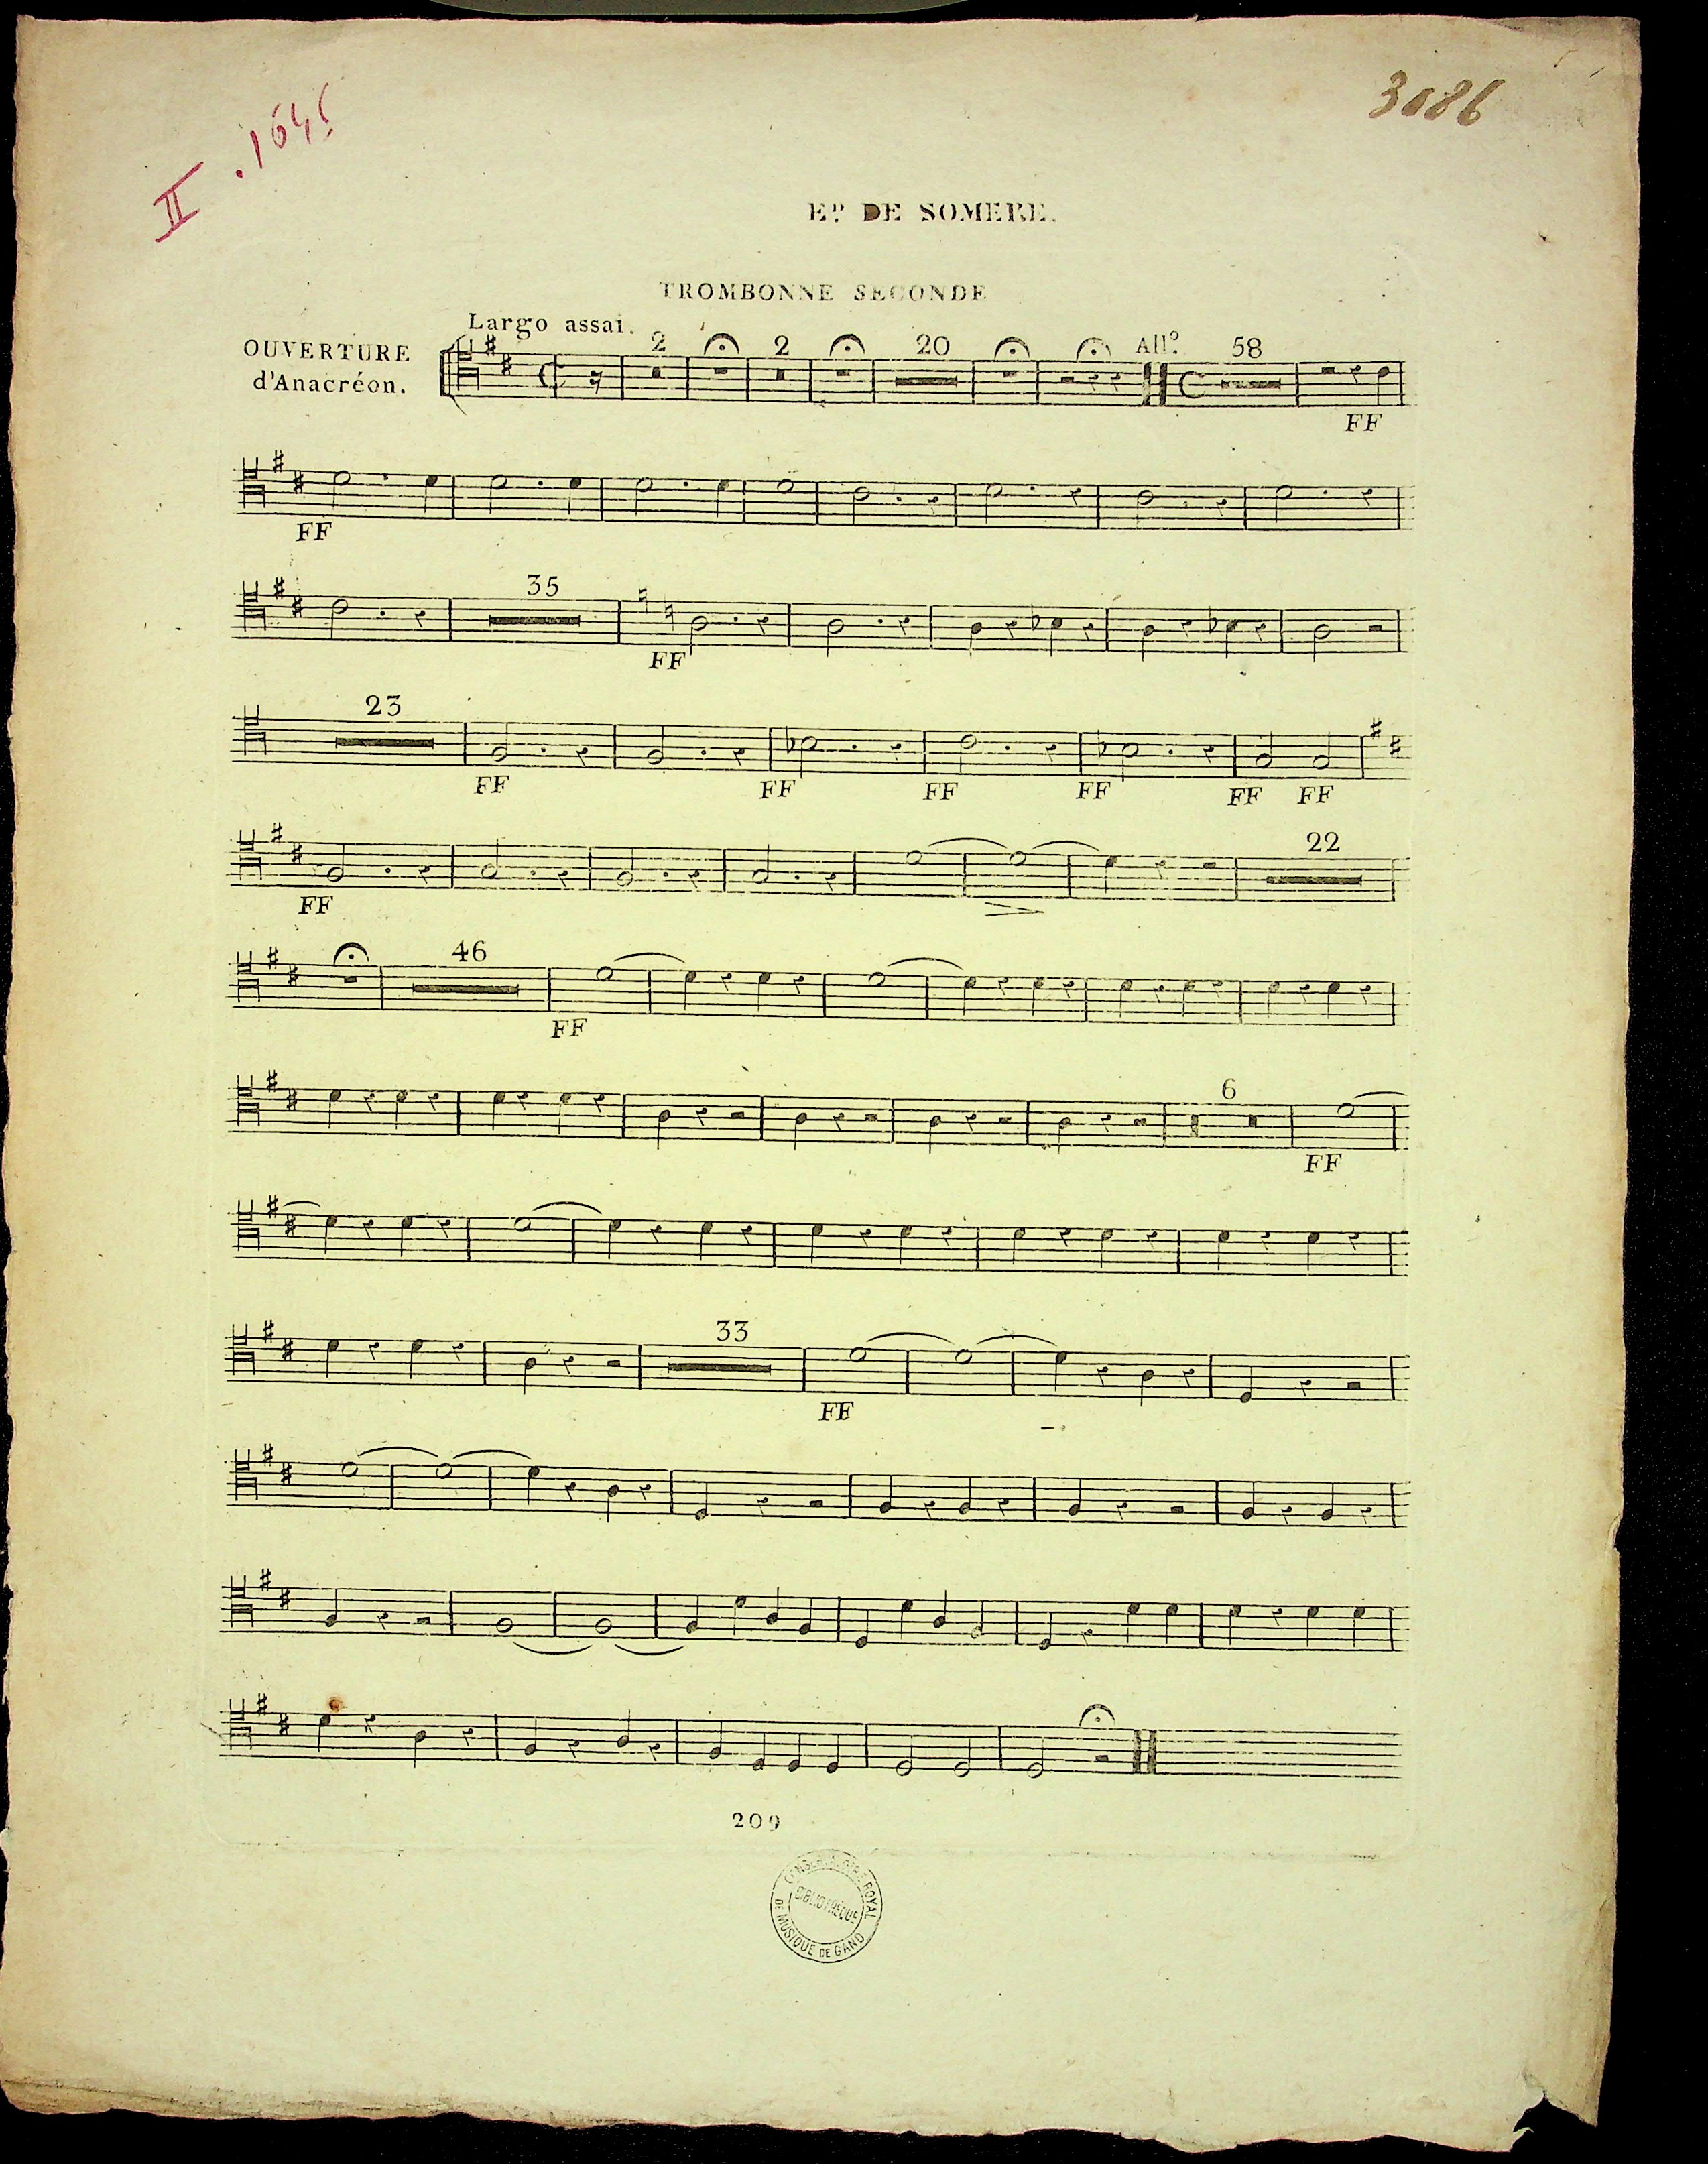 II . 1645
3086
E.D DE SOMERE.
TROMBONNE SECONDE
Largo assai.
OUVERTURE
d'Anacréon.
2 2 20 All.o 58
FF
FF
35
FF
23
FF FF FF FF FF FF
FF
22
46
FF
6
FF
33
FF
209
CONSERVATOIRE ROYAL
BIBLIOTHÈQUE
DE MUSIQUE DE GAND